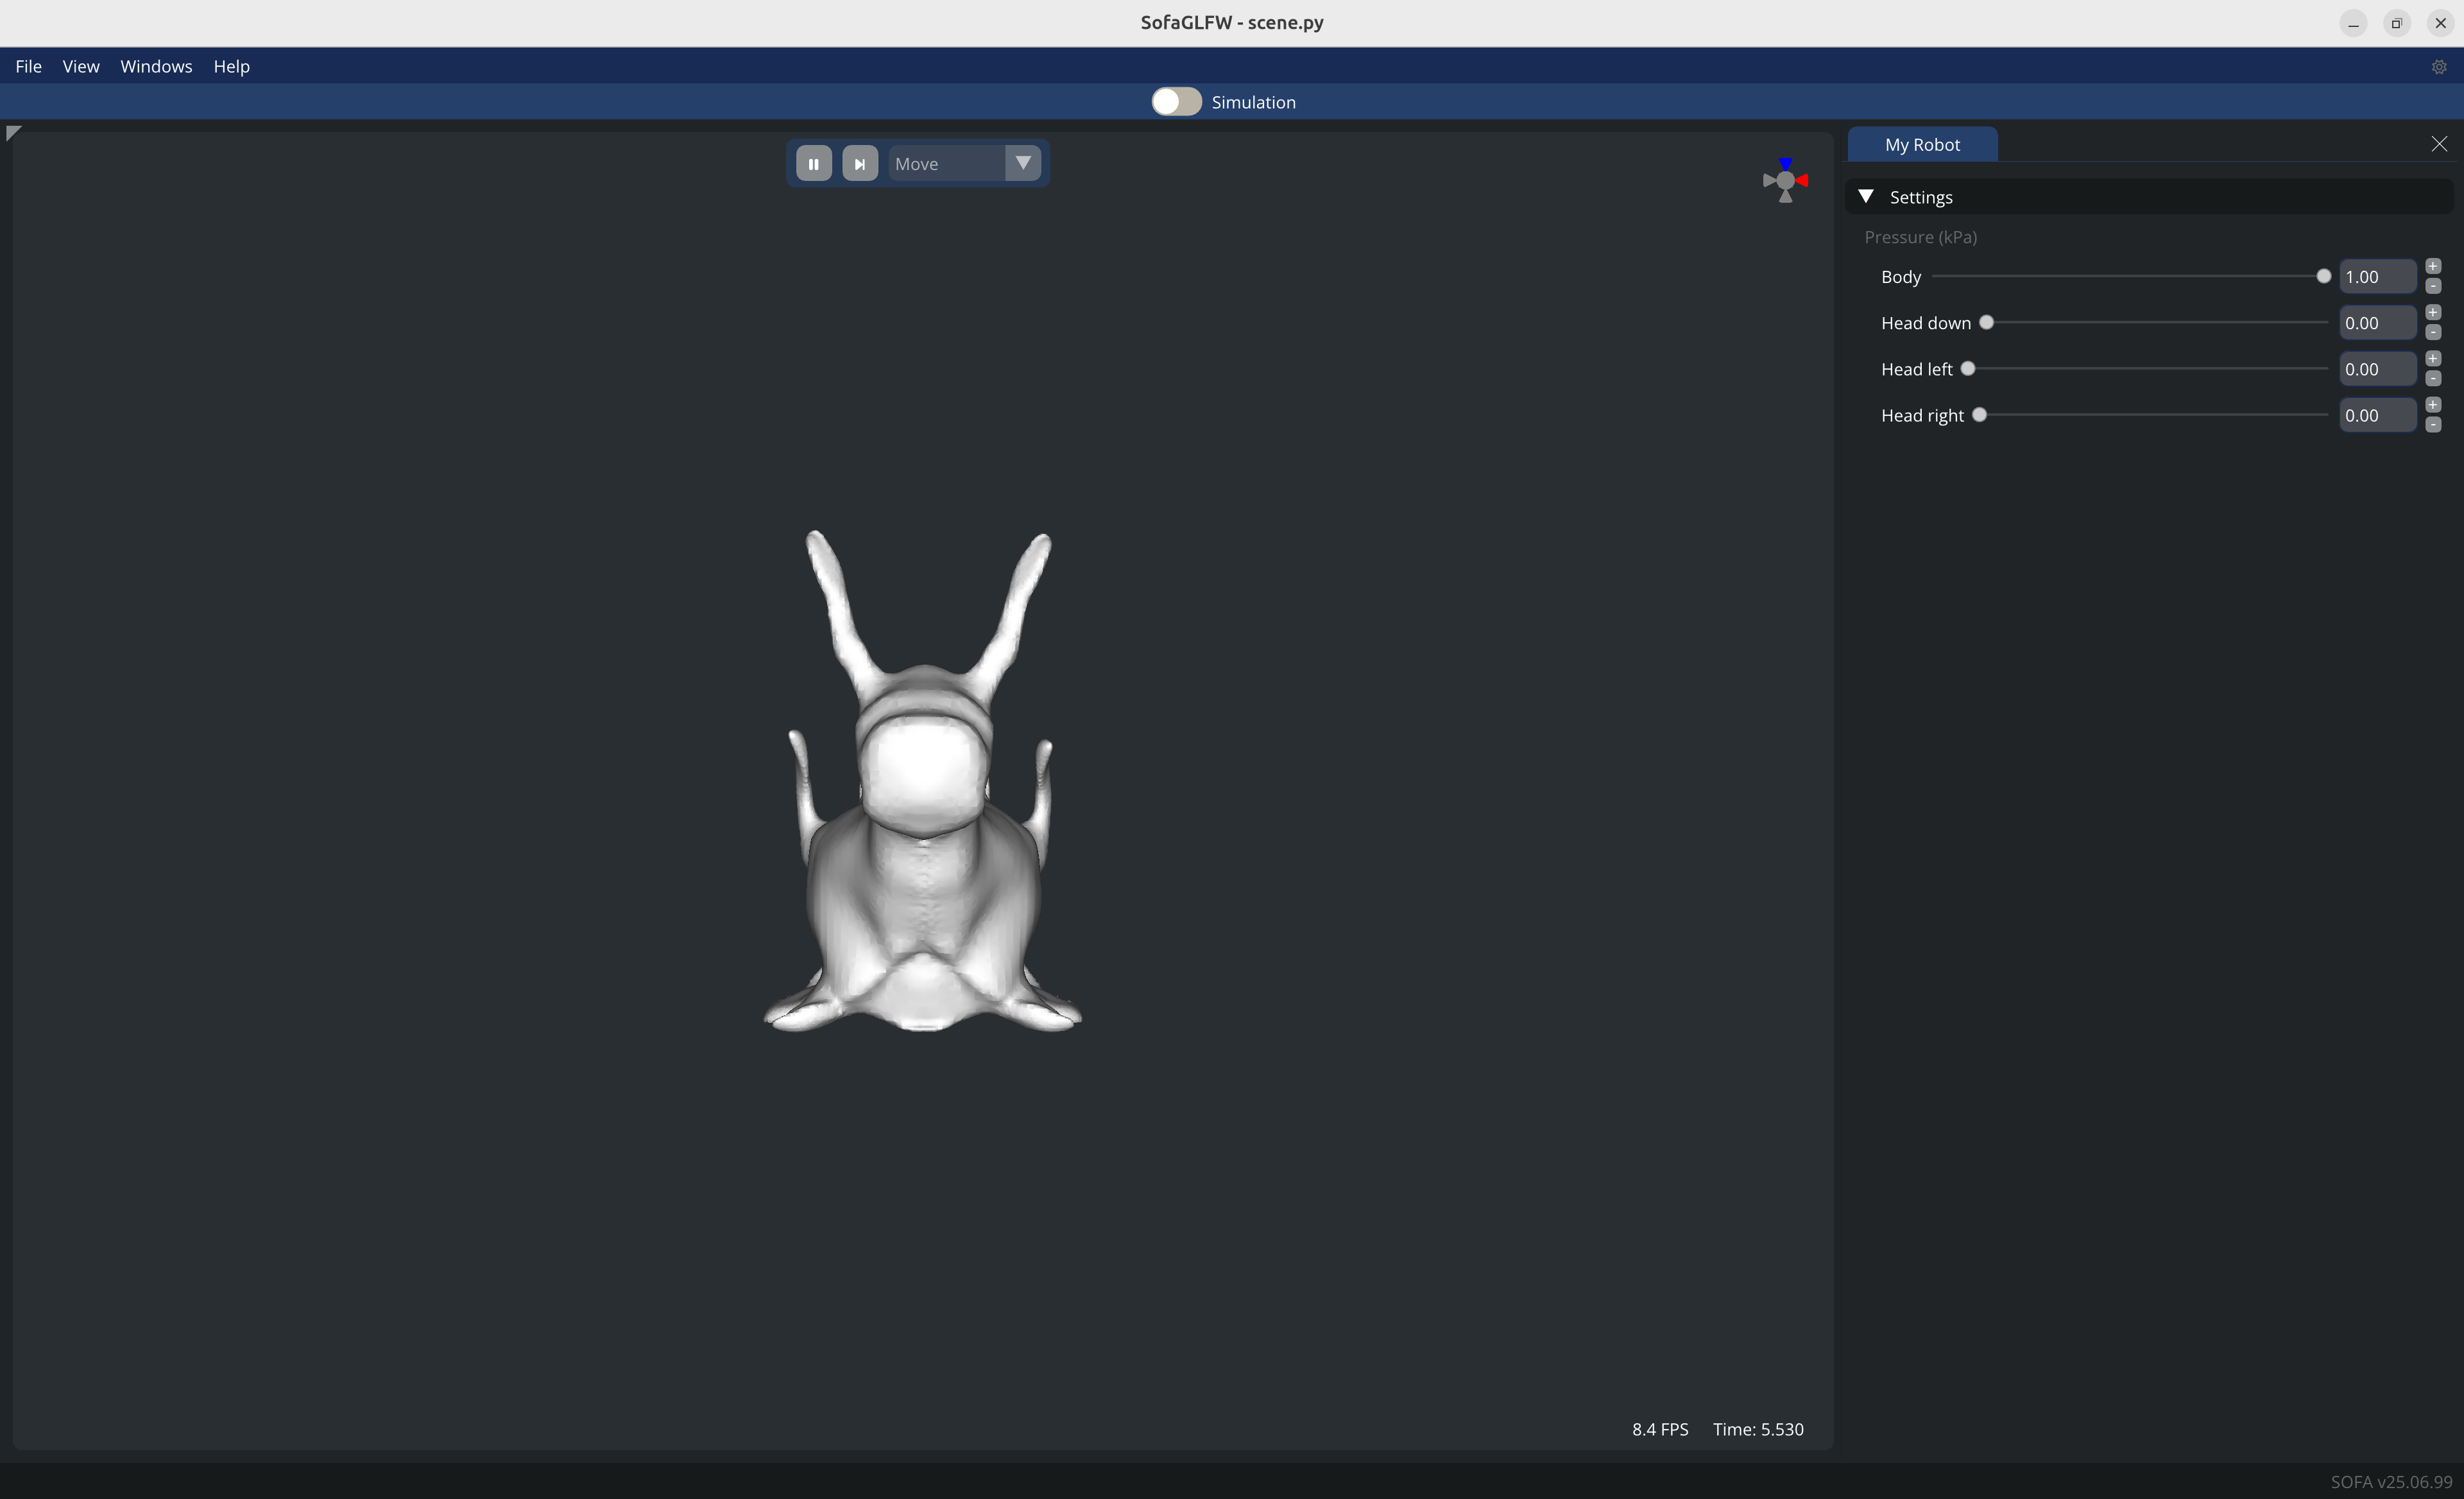 SofaGLFW - scene.py
File View Windows Help
Simulation
Move
My Robot
Settings
Pressure (kPa)
Body 1.00 + -
Head down 0.00 + -
Head left 0.00 + -
Head right 0.00 + -
8.4 FPS Time: 5.530
SOFA v25.06.99